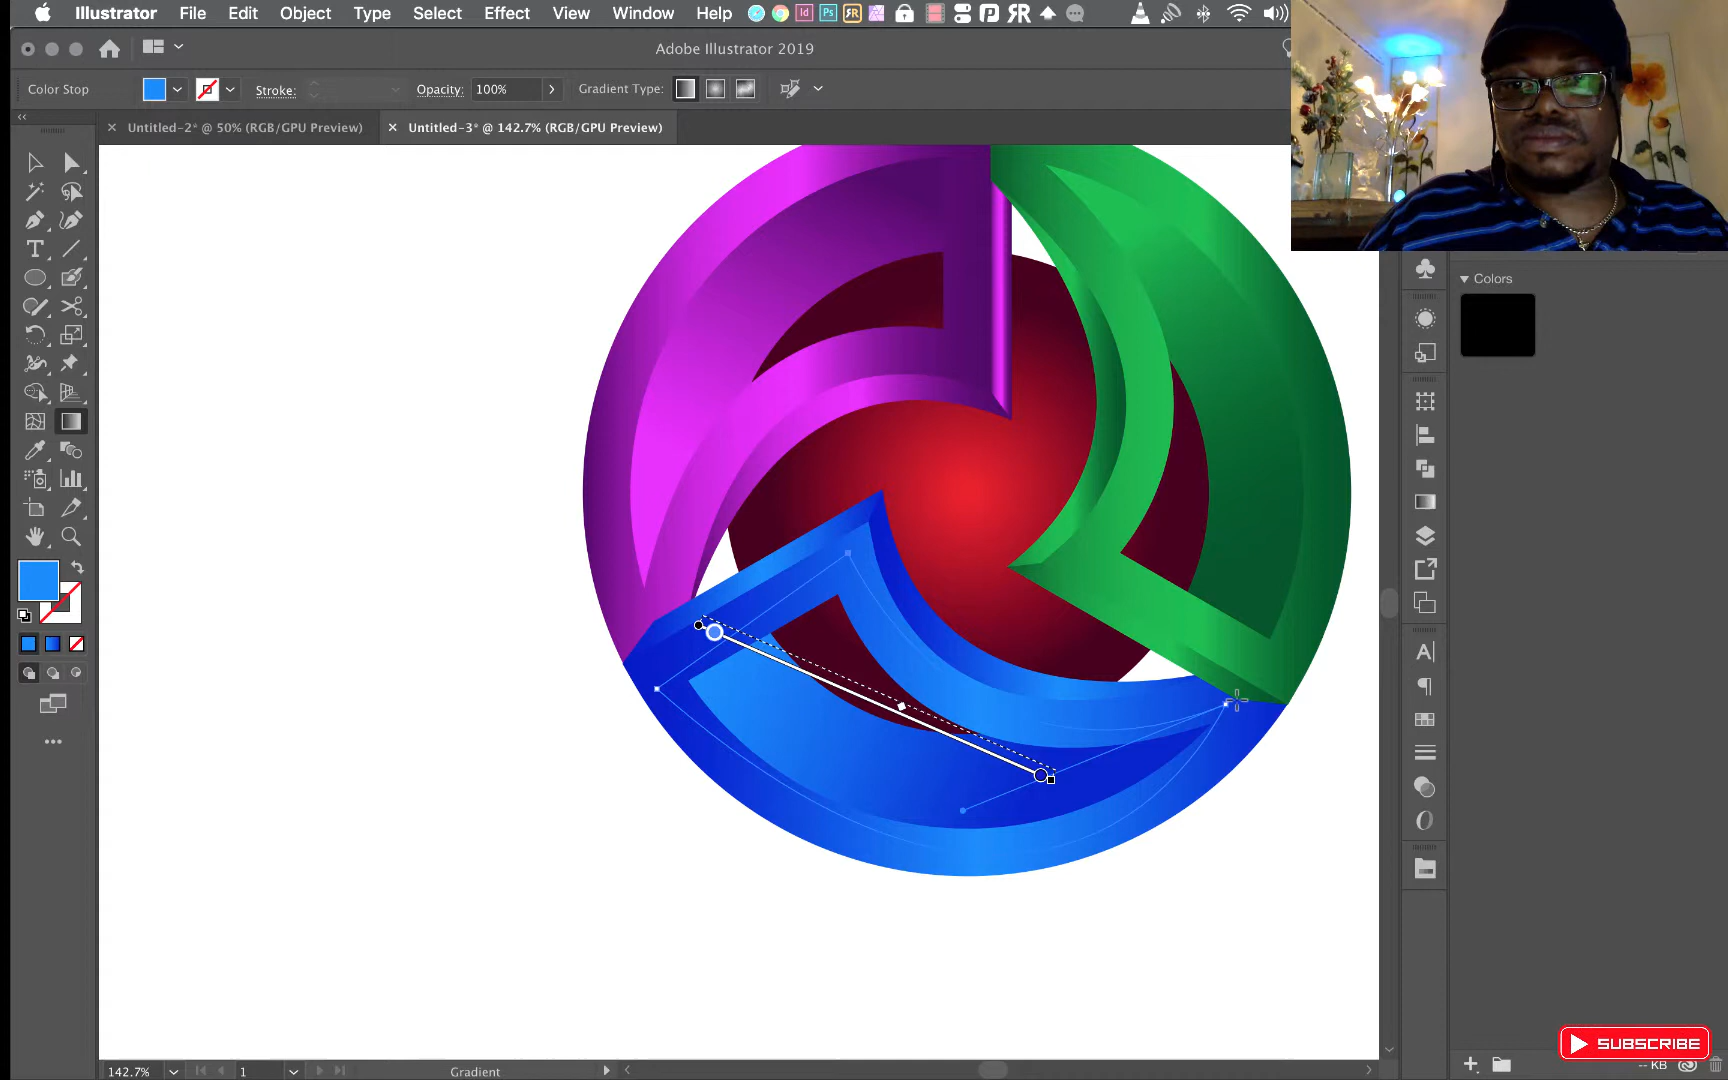 Illustrator File Edit Object Type Select Effect View Window Help
Adobe Illustrator 2019
Color Stop Stroke: Opacity: 100% Gradient Type:
Untitled-2* @ 50% (RGB/GPU Preview) Untitled-3* @ 142.7% (RGB/GPU Preview)
Colors
SUBSCRIBE
-- KB
142.7% 1 Gradient